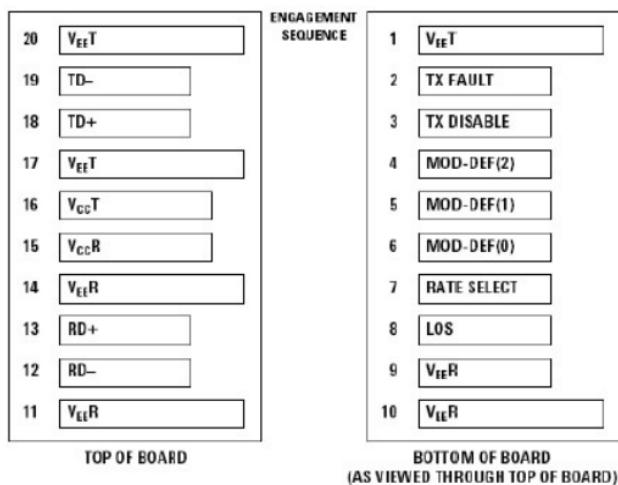 ENGAGEMENT
SEQUENCE
20 VEET
19 TD–
18 TD+
17 VEET
16 VCCT
15 VCCR
14 VEER
13 RD+
12 RD–
11 VEER
TOP OF BOARD
1 VEET
2 TX FAULT
3 TX DISABLE
4 MOD-DEF(2)
5 MOD-DEF(1)
6 MOD-DEF(0)
7 RATE SELECT
8 LOS
9 VEER
10 VEER
BOTTOM OF BOARD
(AS VIEWED THROUGH TOP OF BOARD)